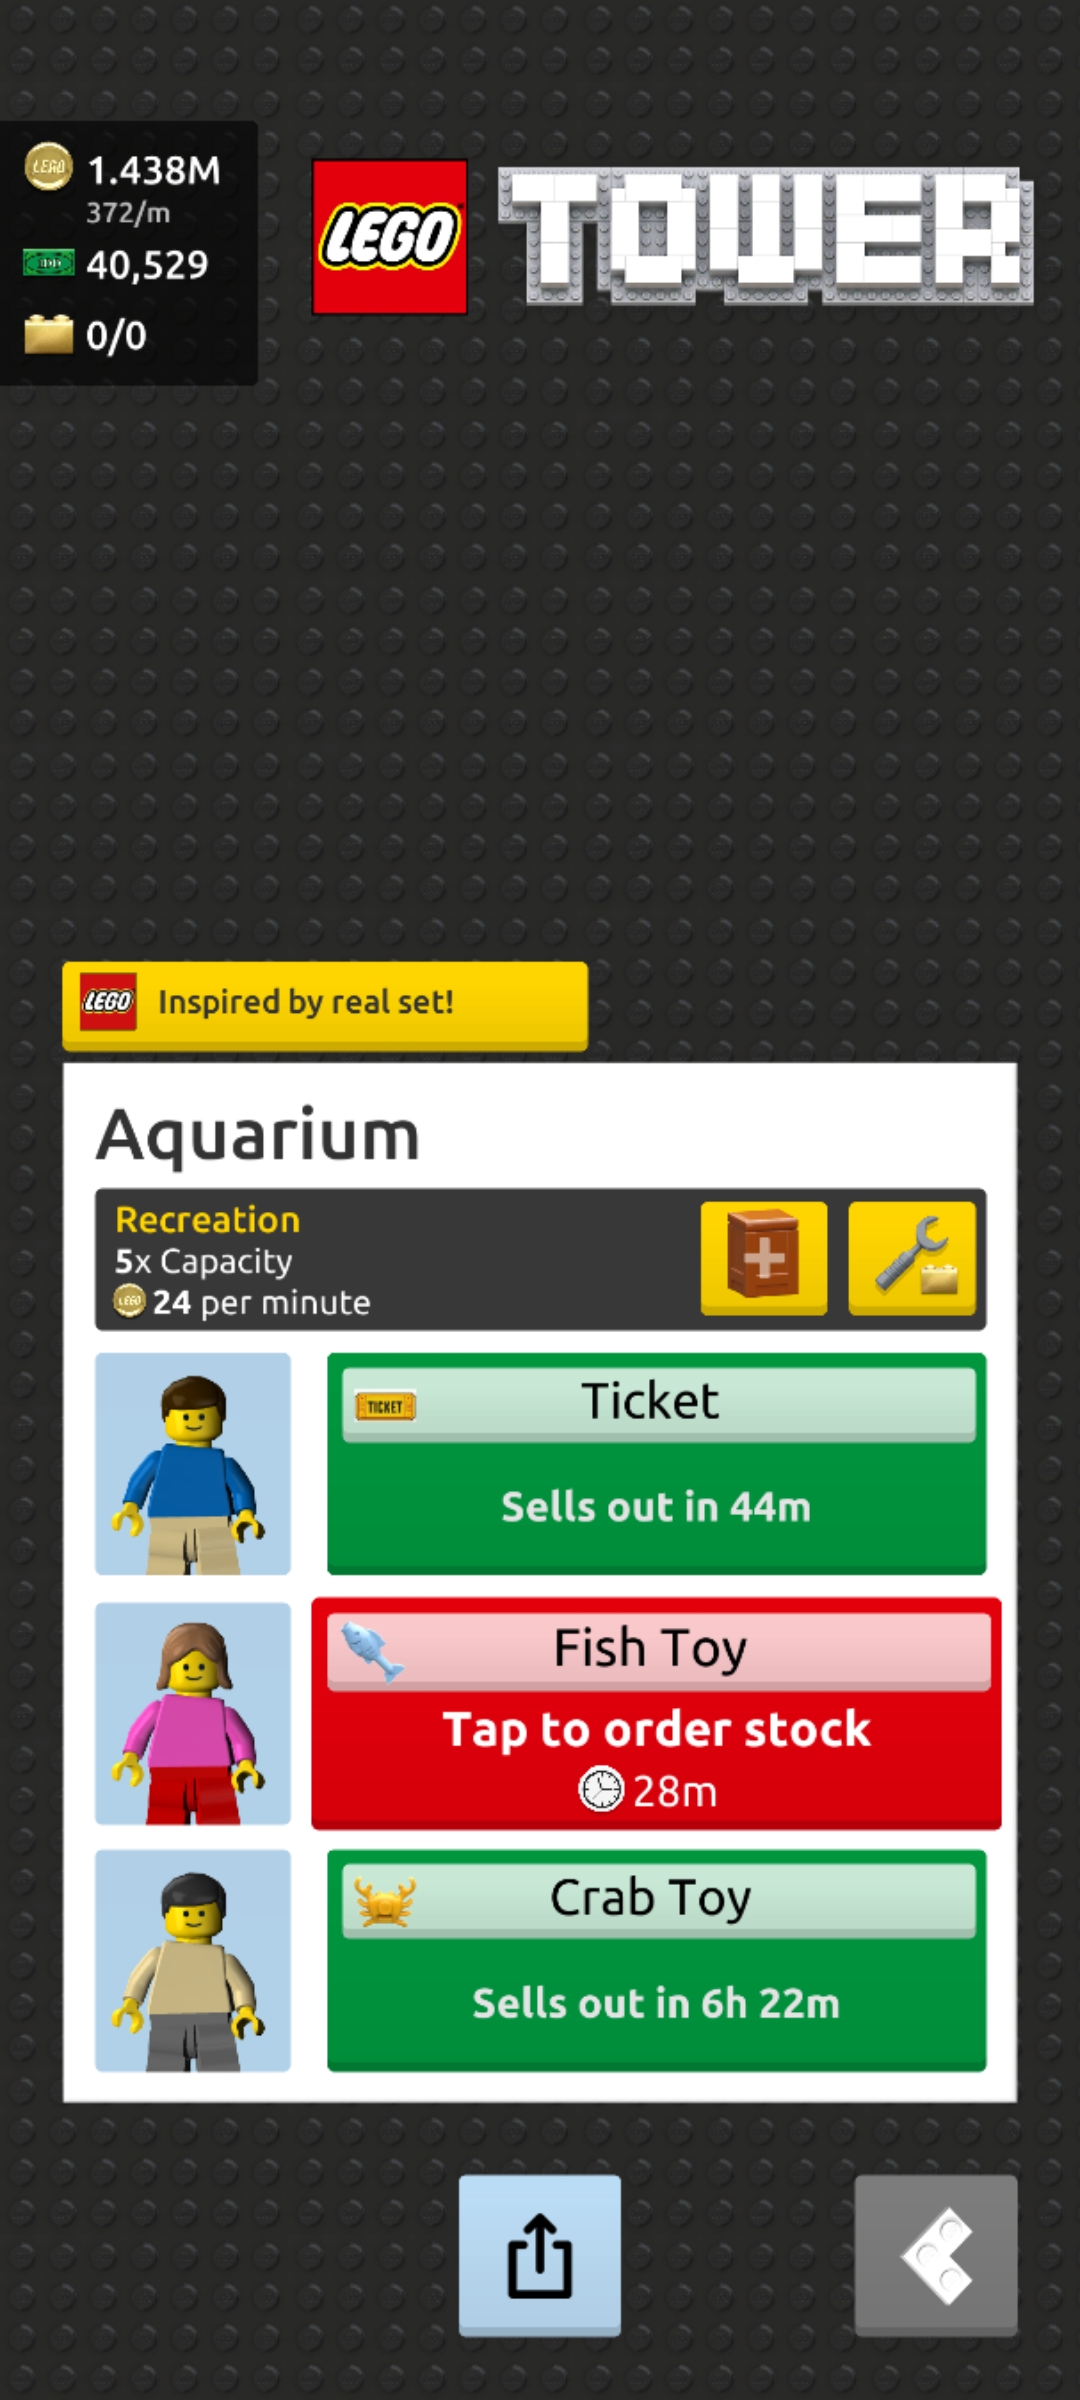 1.438M
372/m
40,529
0/0
LEGO
TOWER
LEGO Inspired by real set!
Aquarium
Recreation
5x Capacity
LEGO 24 per minute
TICKET Ticket
Sells out in 44m
Fish Toy
Tap to order stock
28m
Crab Toy
Sells out in 6h 22m